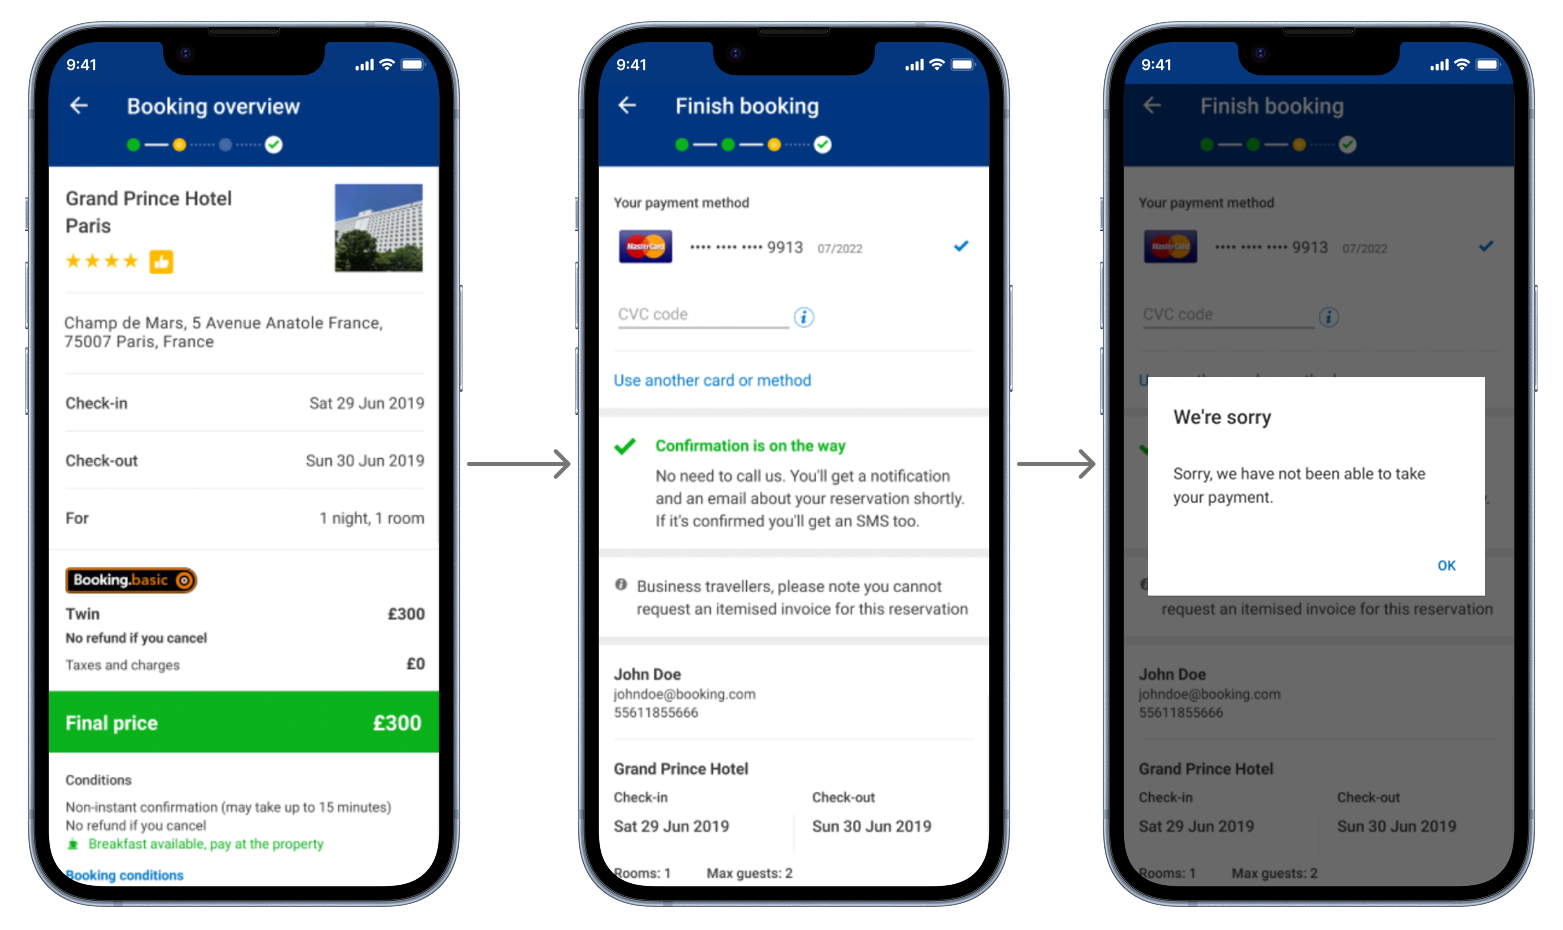 9:41
Booking overview
Grand Prince Hotel
Paris
Champ de Mars, 5 Avenue Anatole France,
75007 Paris, France
Check-in Sat 29 Jun 2019
Check-out Sun 30 Jun 2019
For 1 night, 1 room
Booking.basic
Twin £300
No refund if you cancel
Taxes and charges £0
Final price £300
Conditions
Non-instant confirmation (may take up to 15 minutes)
No refund if you cancel
Breakfast available, pay at the property
Booking conditions
9:41
Finish booking
Your payment method
MasterCard •••• •••• •••• 9913 07/2022
CVC code
Use another card or method
Confirmation is on the way
No need to call us. You'll get a notification
and an email about your reservation shortly.
If it's confirmed you'll get an SMS too.
Business travellers, please note you cannot
request an itemised invoice for this reservation
John Doe
johndoe@booking.com
55611855666
Grand Prince Hotel
Check-in Check-out
Sat 29 Jun 2019 Sun 30 Jun 2019
Rooms: 1 Max guests: 2
9:41
Finish booking
Your payment method
MasterCard •••• •••• •••• 9913 07/2022
CVC code
We're sorry
Sorry, we have not been able to take
your payment.
OK
request an itemised invoice for this reservation
John Doe
johndoe@booking.com
55611855666
Grand Prince Hotel
Check-in Check-out
Sat 29 Jun 2019 Sun 30 Jun 2019
Rooms: 1 Max guests: 2